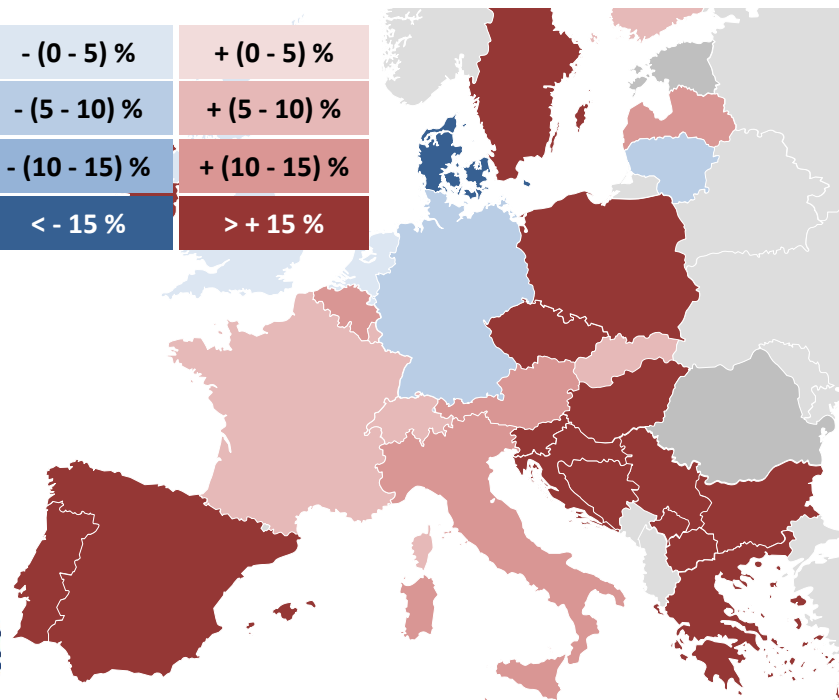 - (0 - 5) % + (0 - 5) %
- (5 - 10) % + (5 - 10) %
- (10 - 15) % + (10 - 15) %
< - 15 % > + 15 %